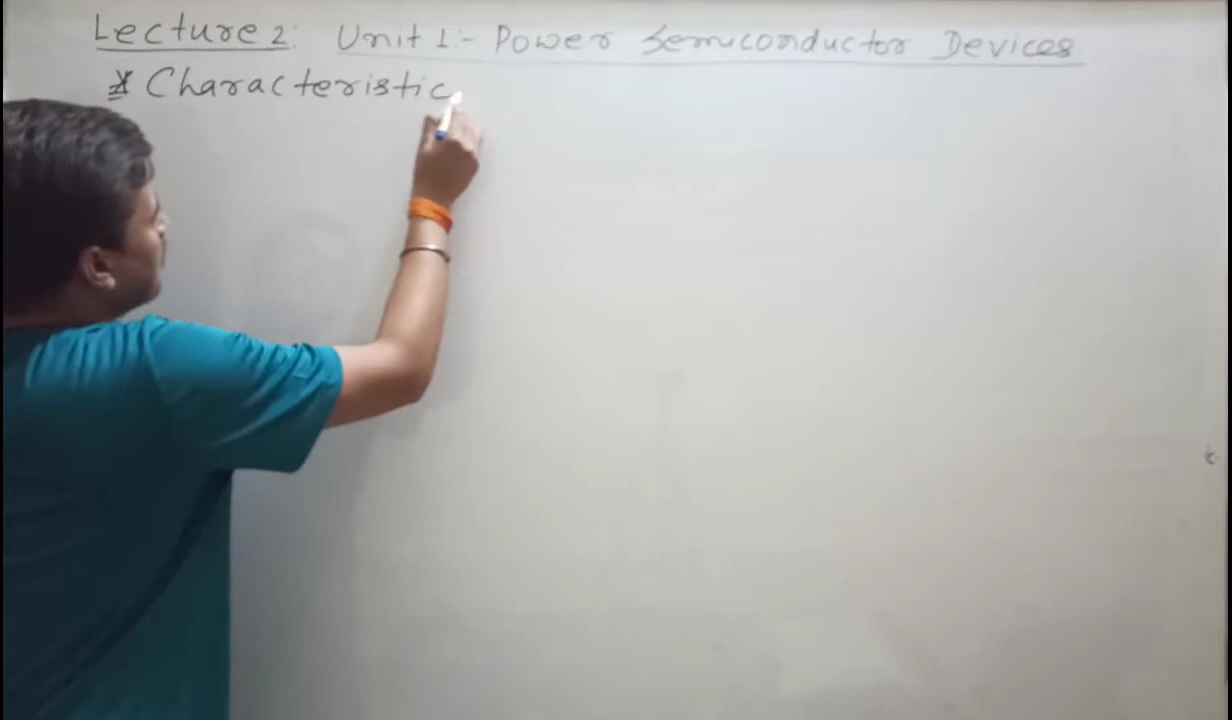 Lecture 2: Unit 1:- Power Semiconductor Devices
* Characteristic